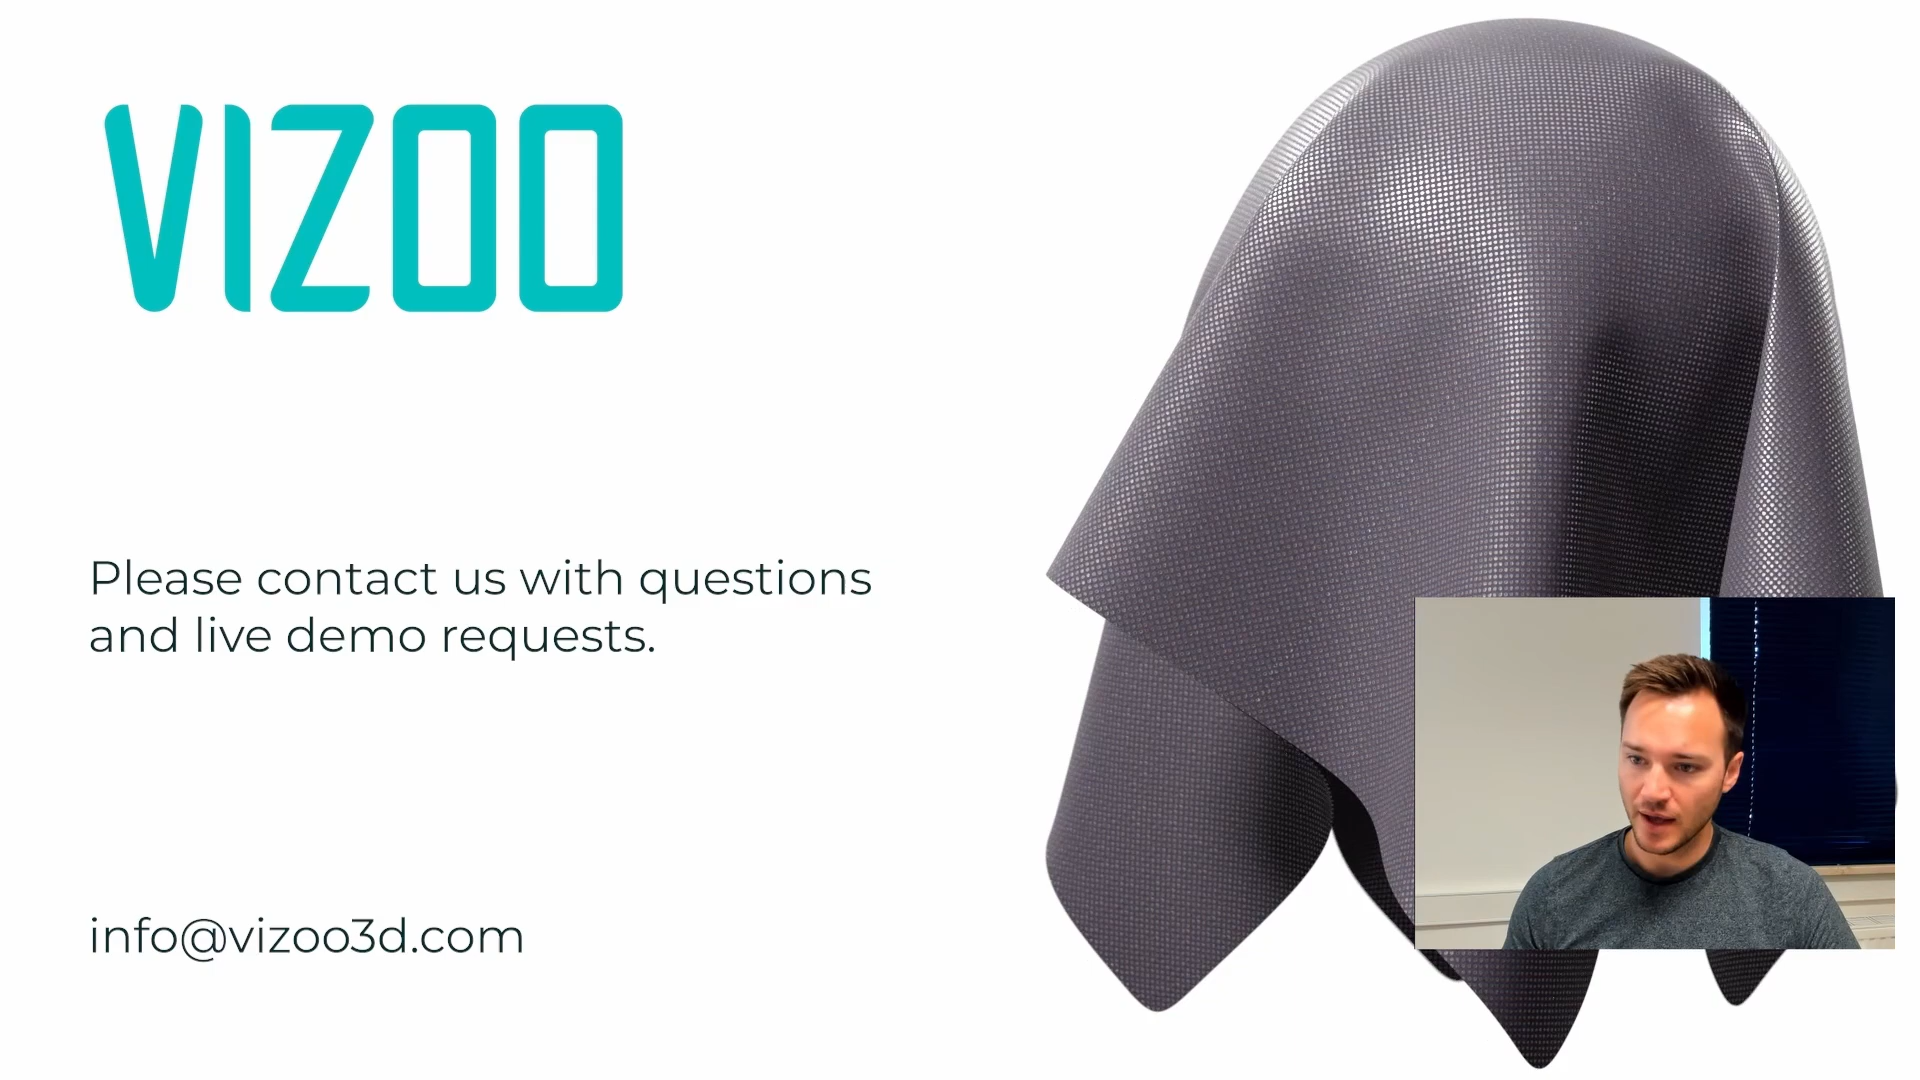 VIZOO
Please contact us with questions
and live demo requests.
info@vizoo3d.com